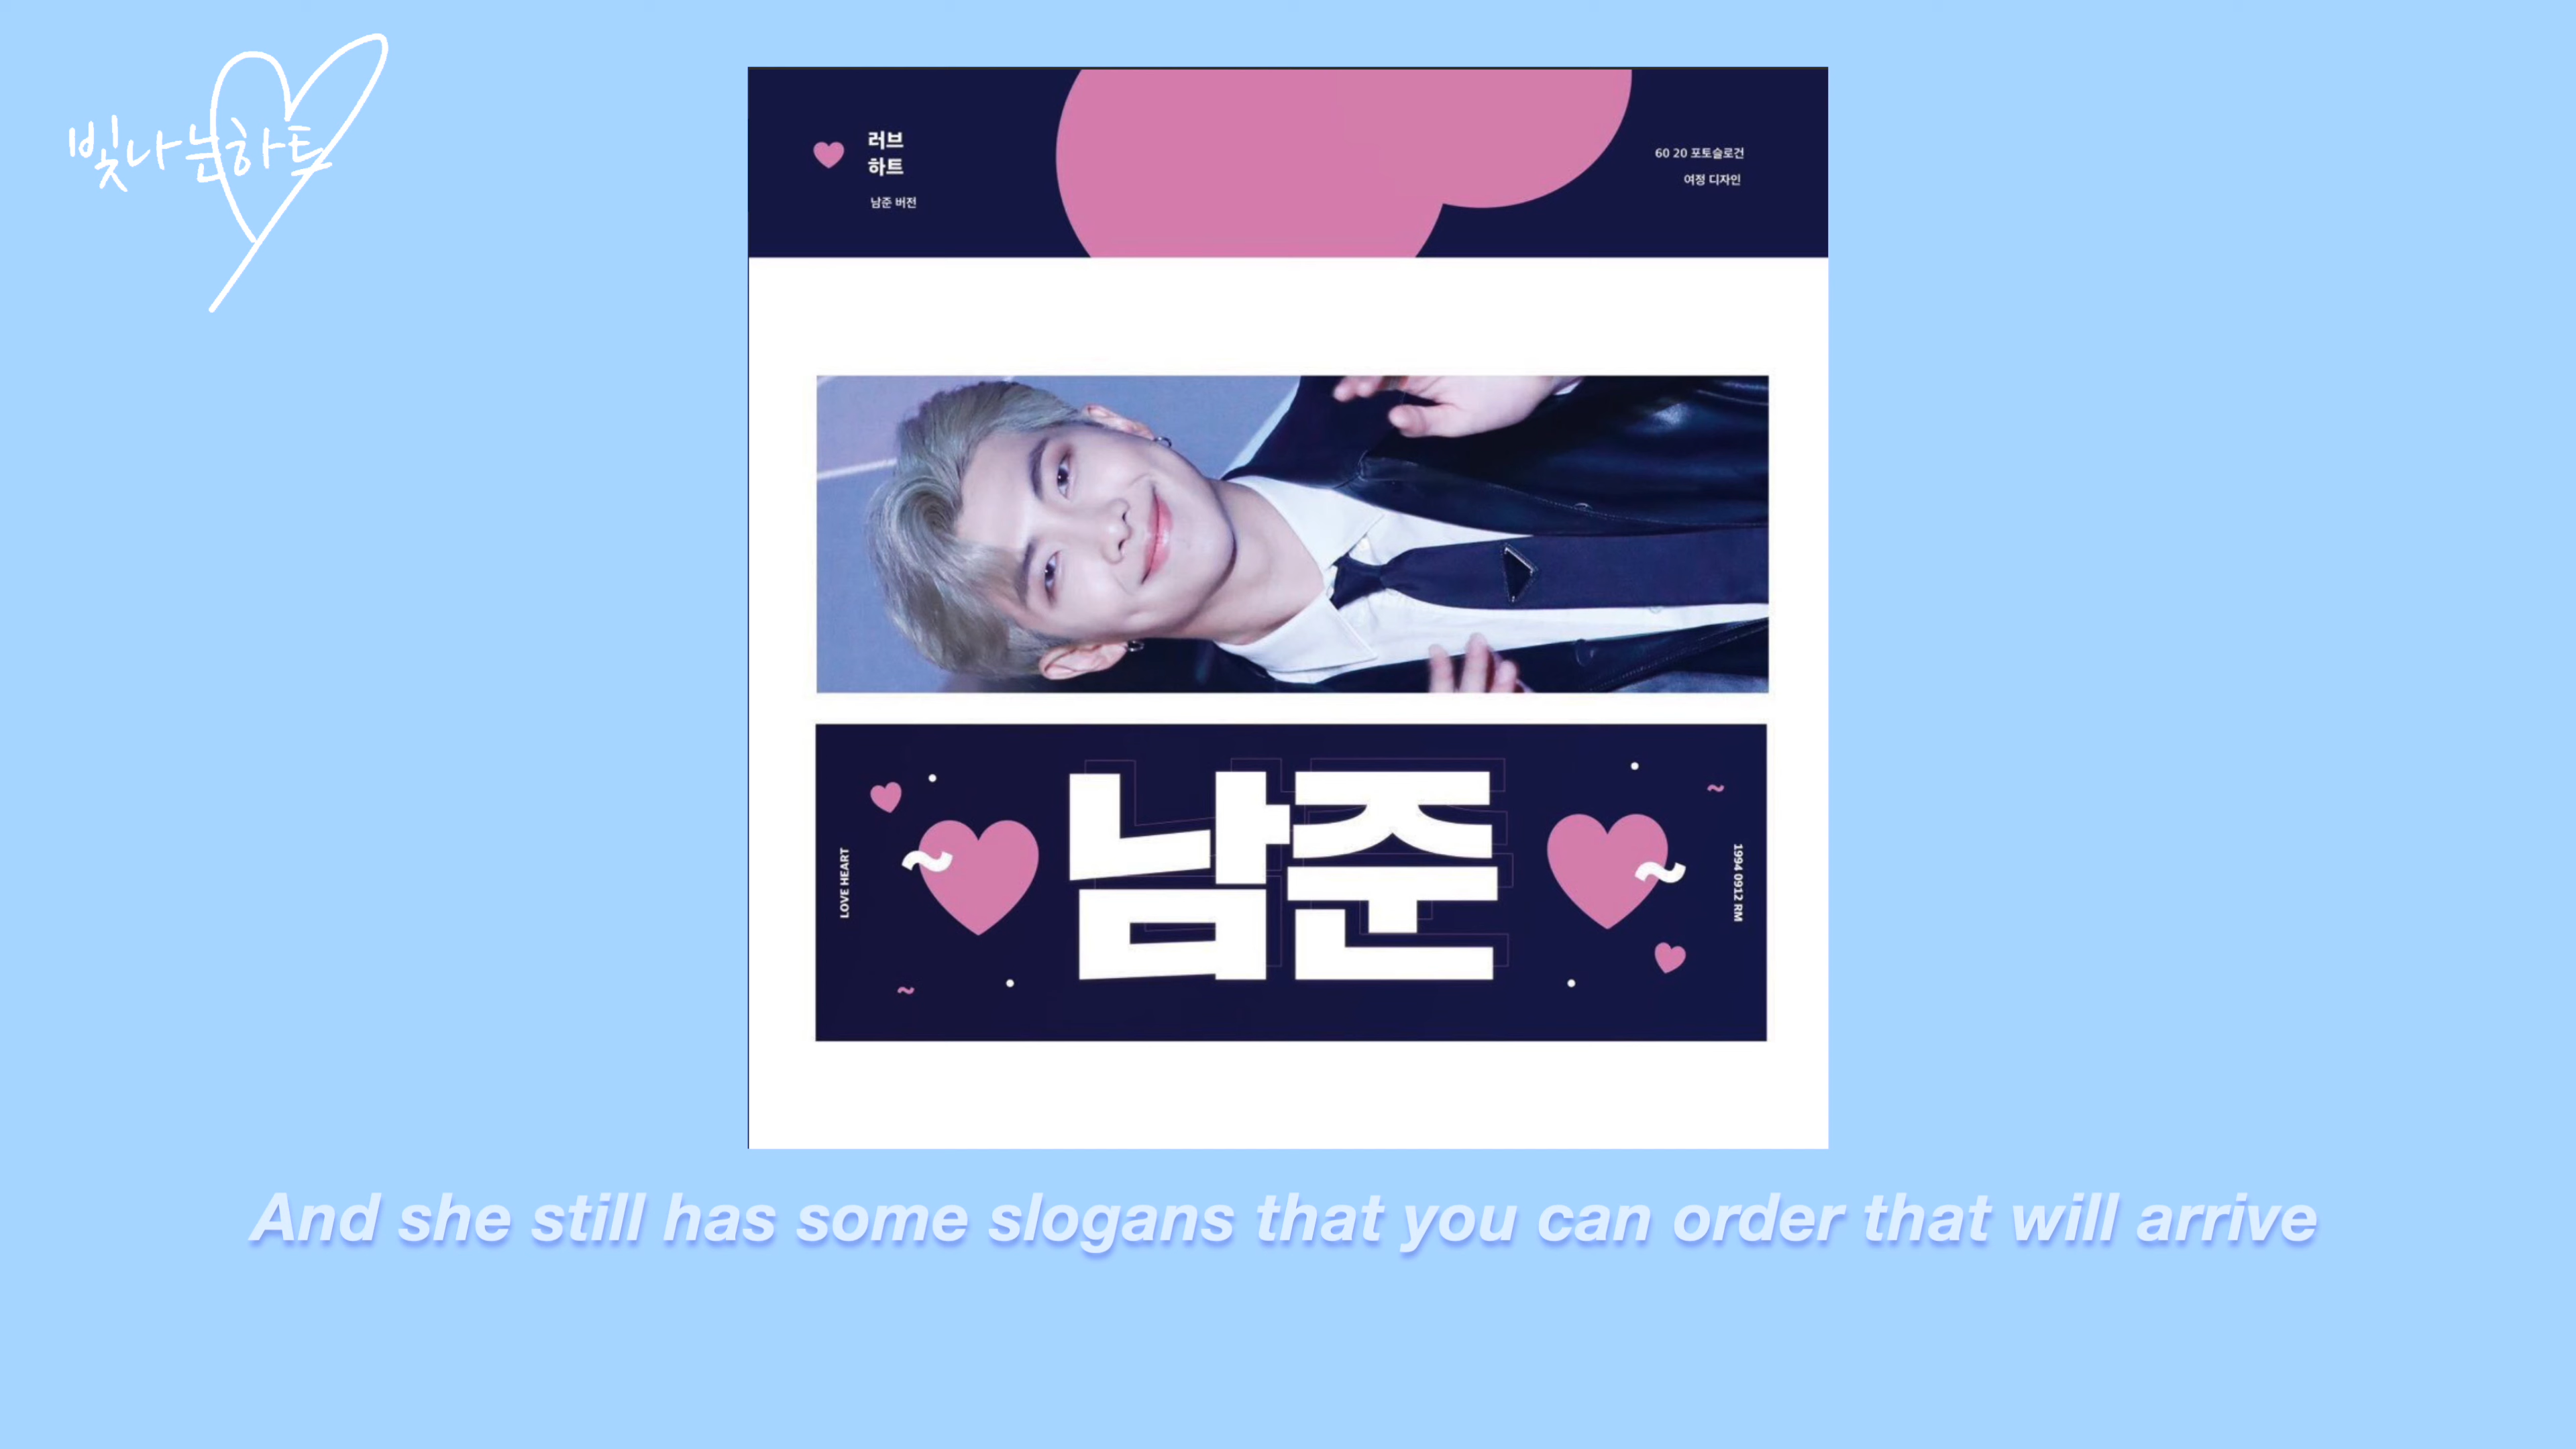 빛나는하트
러브
하트
남준 버전
60 20 포토슬로건
여정 디자인
LOVE HEART
남준
1994 0912 RM
And she still has some slogans that you can order that will arrive